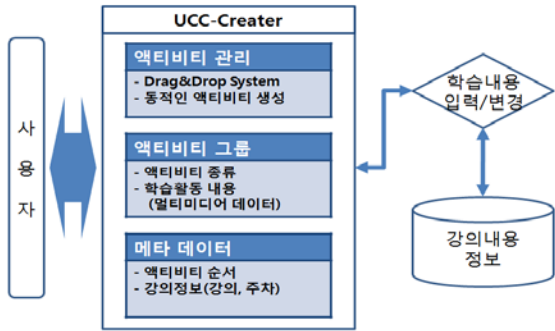 UCC-Creater
액티비티 관리
- Drag&Drop System
- 동적인 액티비티 생성
액티비티 그룹
- 액티비티 종류
- 학습활동 내용
(멀티미디어 데이터)
메타 데이터
- 액티비티 순서
- 강의정보(강의, 주차)
사
용
자
학습내용
입력/변경
강의내용
정보